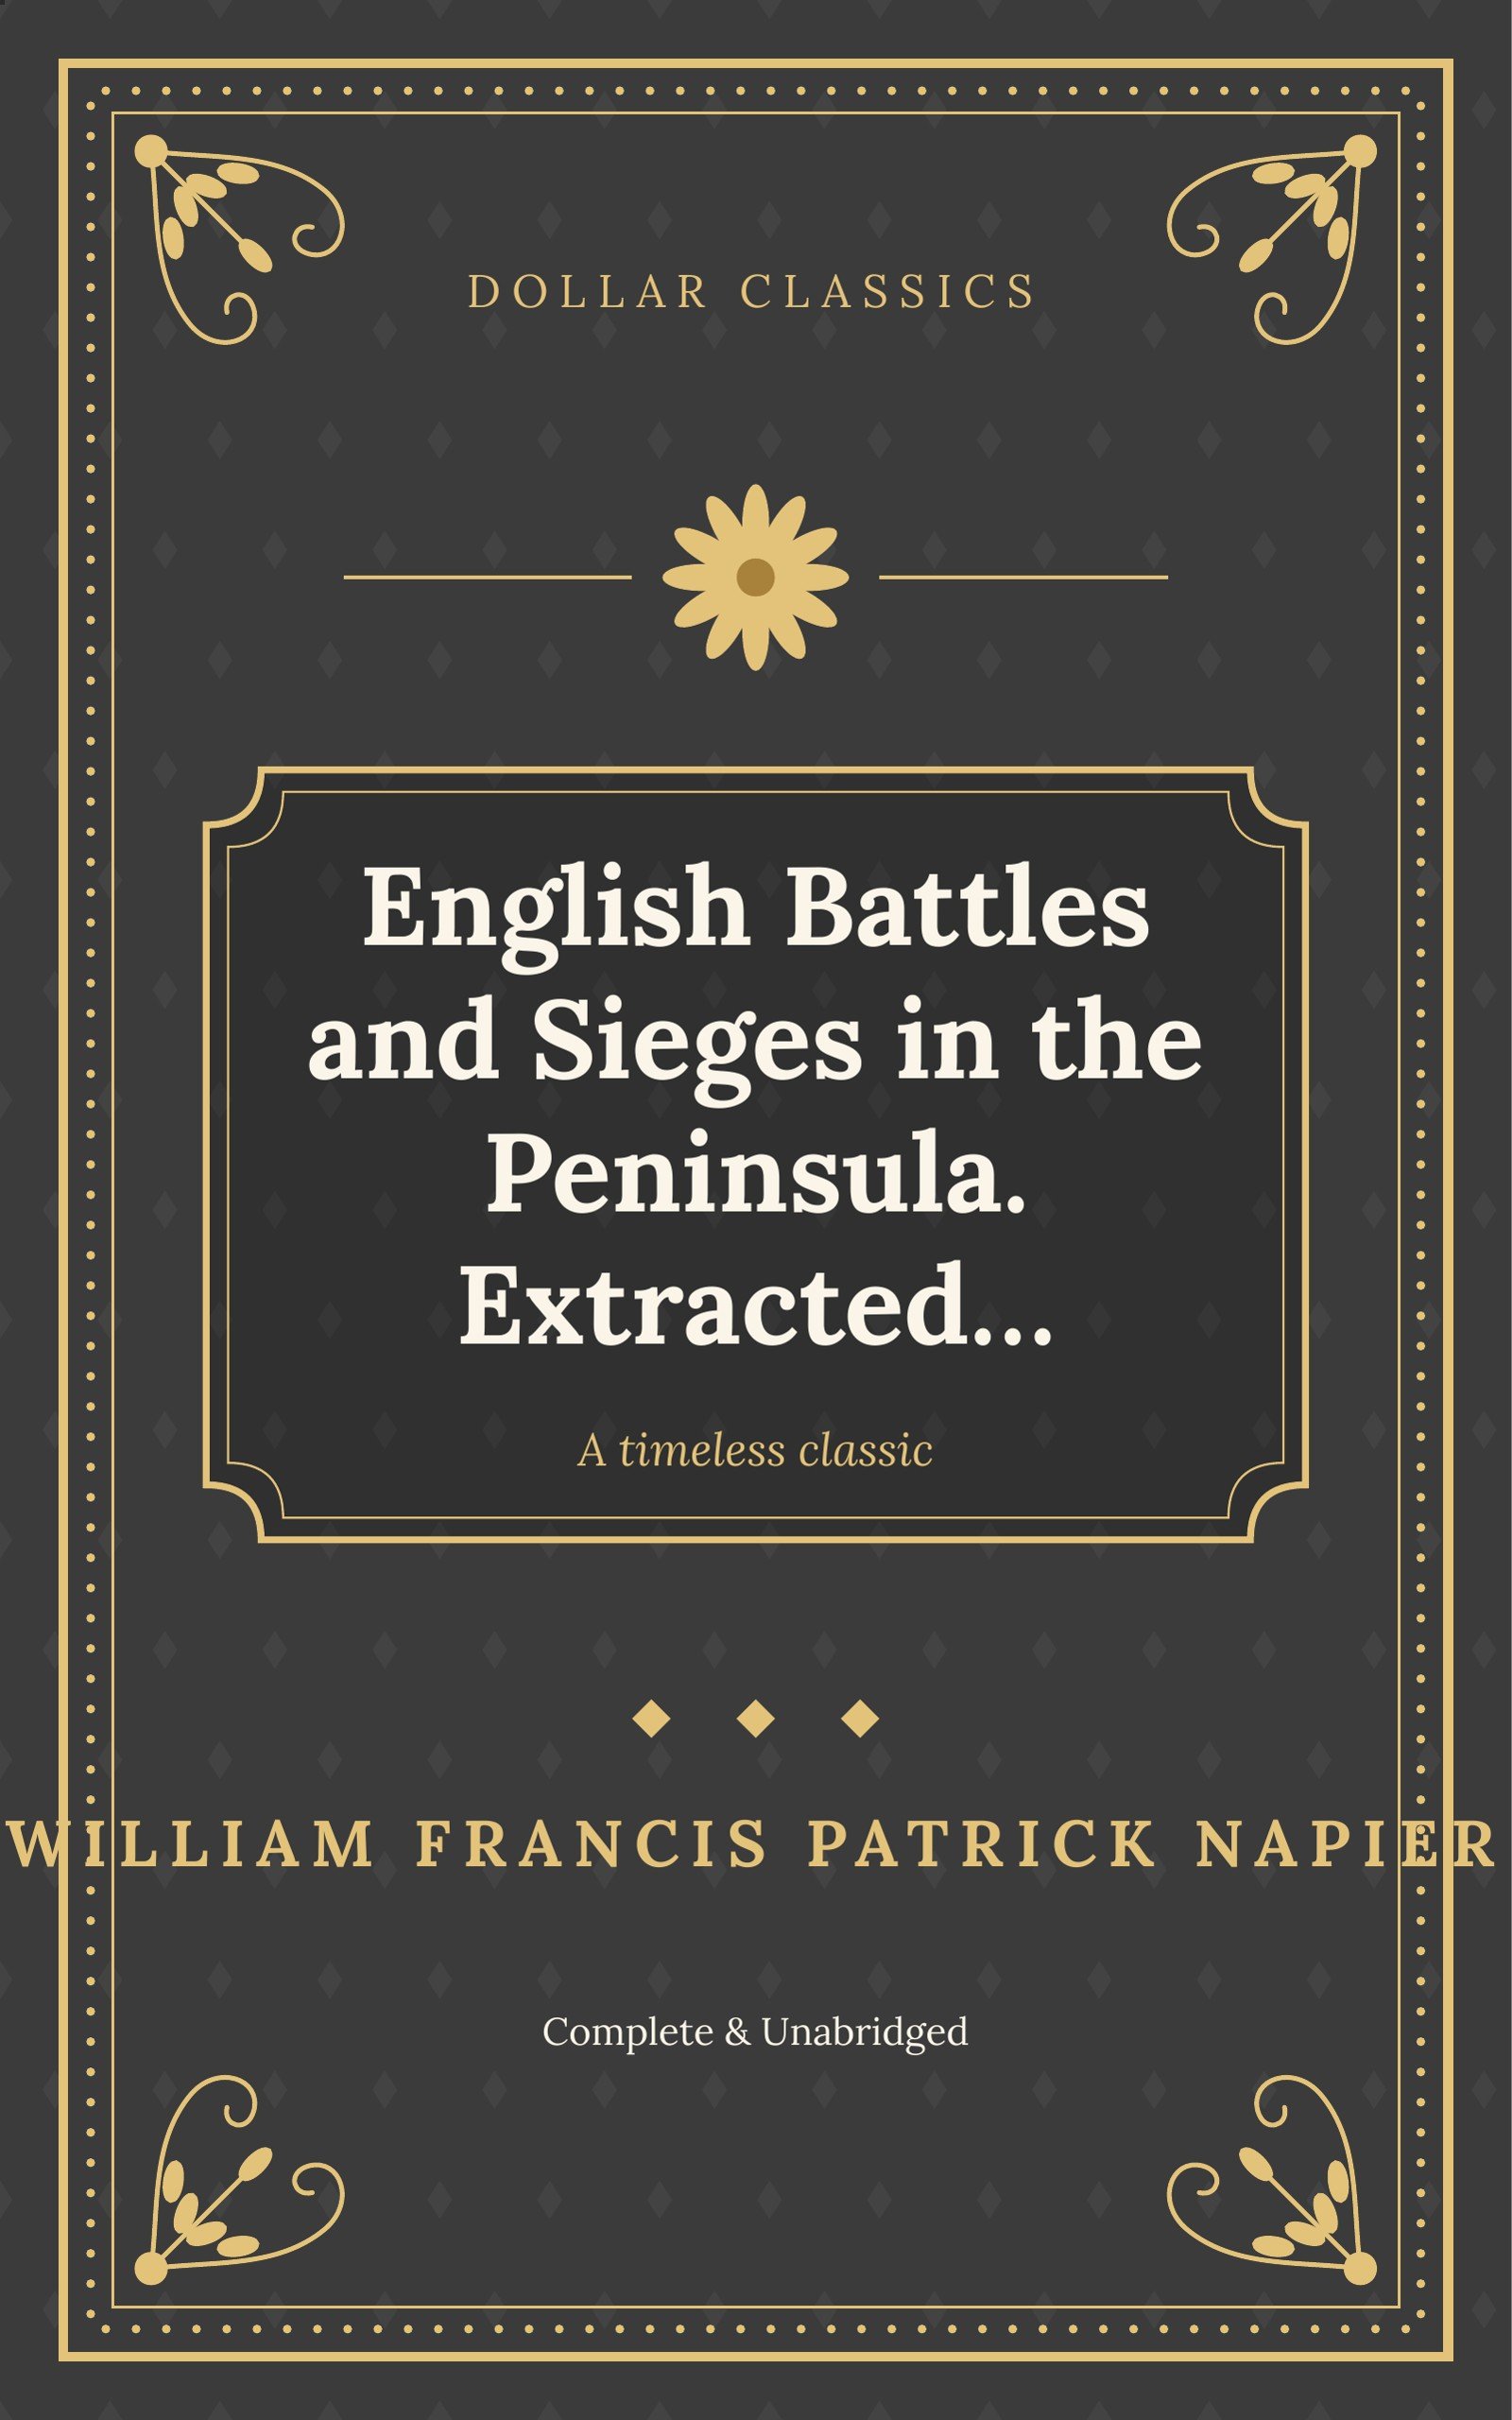 DOLLAR CLASSICS
English Battles
and Sieges in the
Peninsula.
Extracted...
A timeless classic
WILLIAM FRANCIS PATRICK NAPIER
Complete & Unabridged